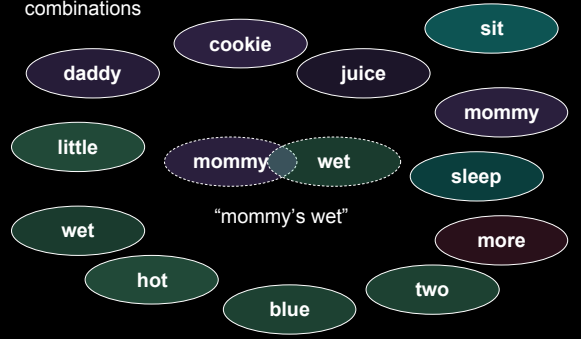 combinations
sit
cookie
daddy
juice
mommy
little
mommy wet
sleep
"mommy's wet"
wet
more
hot
two
blue